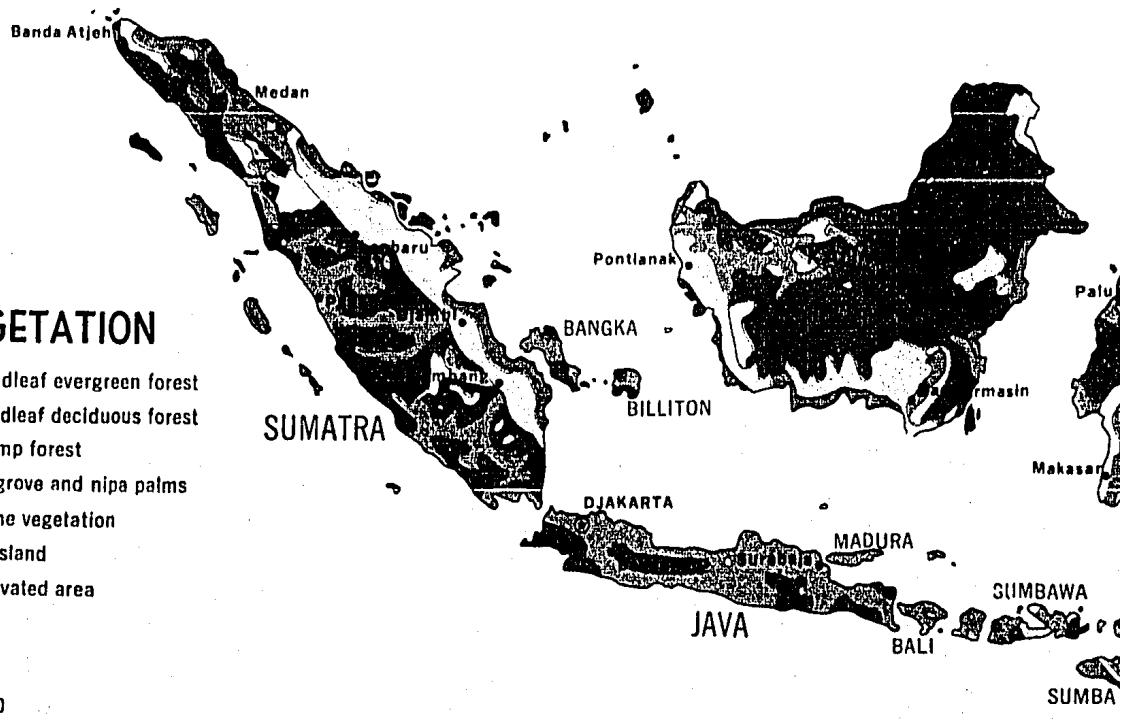 Banda Atjeh
Medan
Pontianak
Palu
GETATION
BANGKA
dleaf evergreen forest
dleaf deciduous forest
BILLITON
SUMATRA
mp forest
Makasar
grove and nipa palms
DJAKARTA
ne vegetation
MADURA
sland
Surabaja
vated area
SUMBAWA
JAVA
BALI
SUMBA